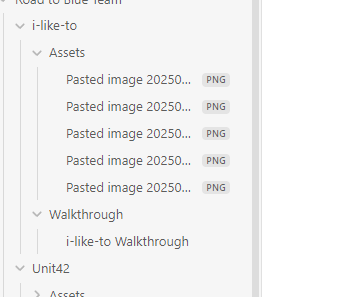 Road to Blue Team
i-like-to
Assets
Pasted image 20250... PNG
Pasted image 20250... PNG
Pasted image 20250... PNG
Pasted image 20250... PNG
Pasted image 20250... PNG
Walkthrough
i-like-to Walkthrough
Unit42
Assets